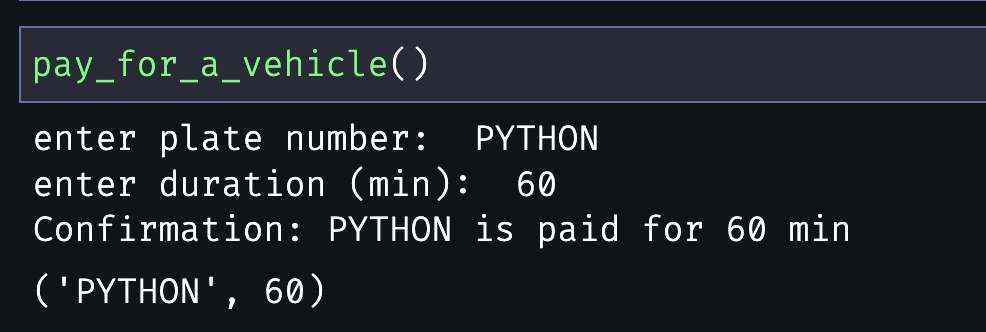 pay_for_a_vehicle()
enter plate number:  PYTHON
enter duration (min):  60
Confirmation: PYTHON is paid for 60 min
('PYTHON', 60)